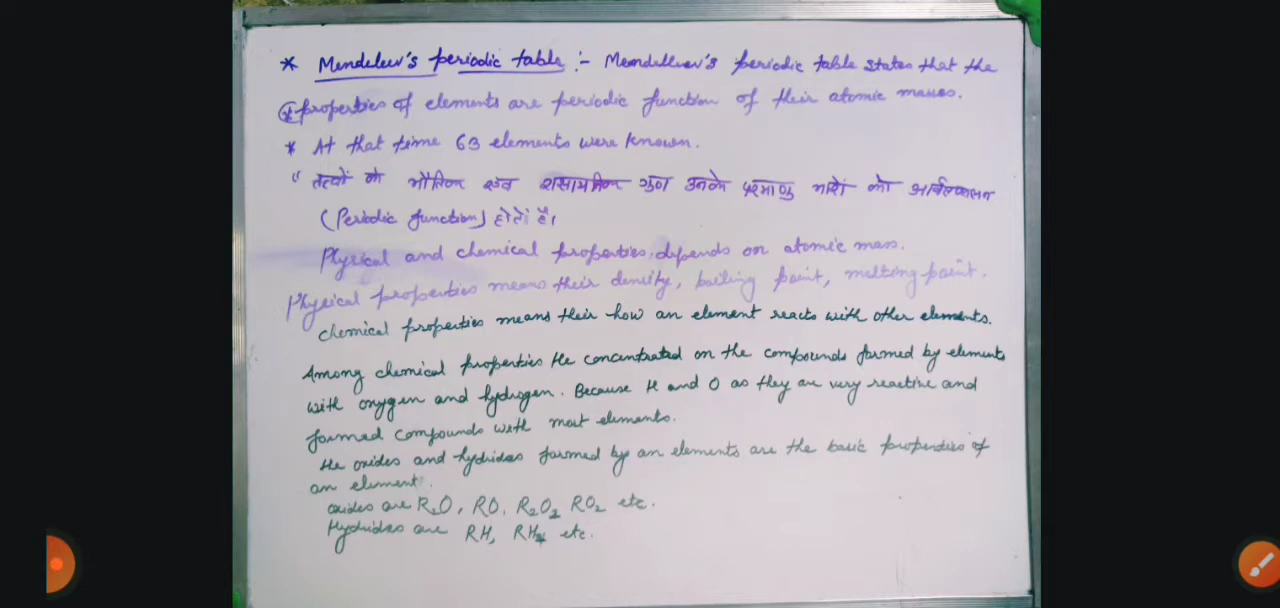 * Mendeleev's periodic table :- Mendeleev's periodic table states that the
properties of elements are periodic function of their atomic masses.
* At that time 63 elements were known.
" तत्वों के भौतिक एवं रासायनिक गुण उनके परमाणु भारों को
(Periodic function) होते हैं।
Physical and chemical properties depends on atomic mass.
Physical properties means their density, boiling point, melting point.
chemical properties means their how an element reacts with other elements.
Among chemical properties He concentrated on the compounds formed by elements
with oxygen and hydrogen. Because H and O as they are very reactive and
formed compounds with most elements.
He oxides and hydrides formed by an elements are the basic properties of
an element.
oxides are R₂O, RO, R₂O₃ RO₂ etc.
Hydrides are RH, RH₄ etc.